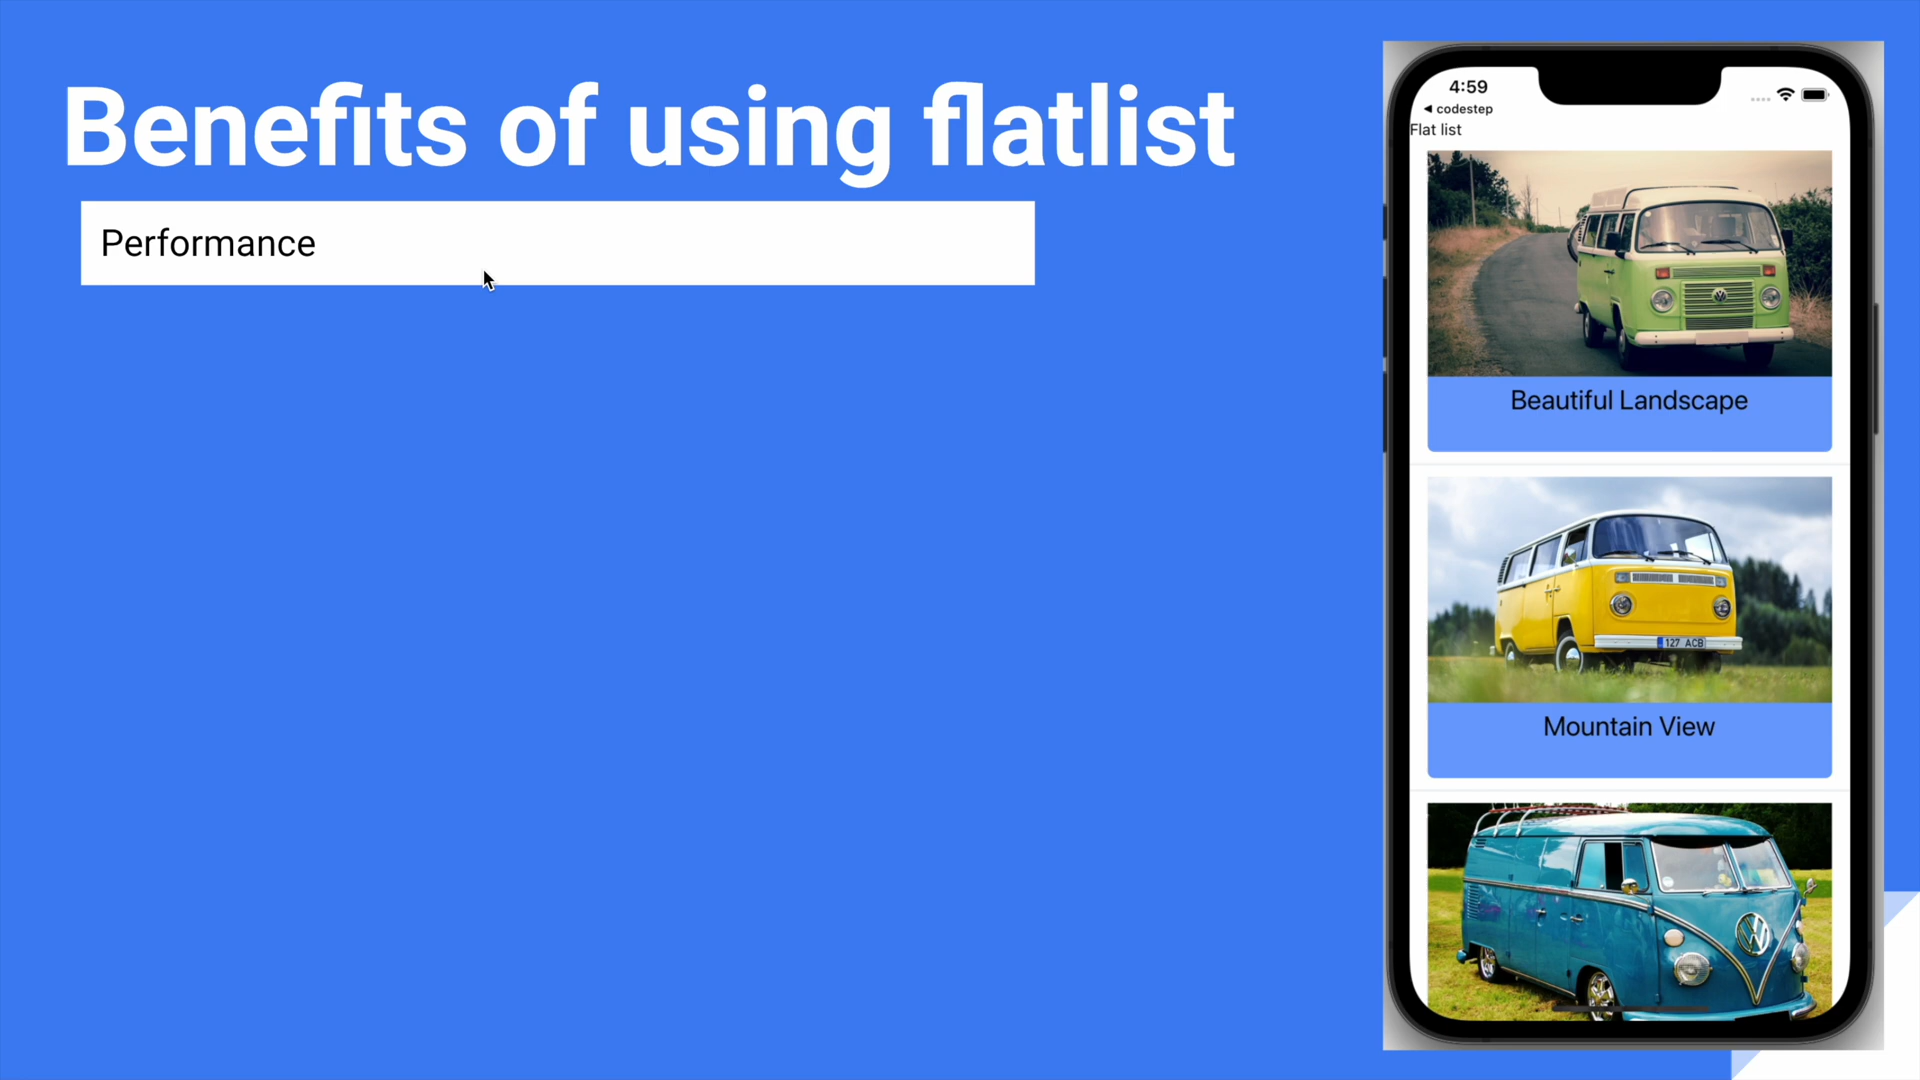 Benefits of using flatlist
Performance
4:59
◀ codestep
Flat list
Beautiful Landscape
127 ACB
Mountain View